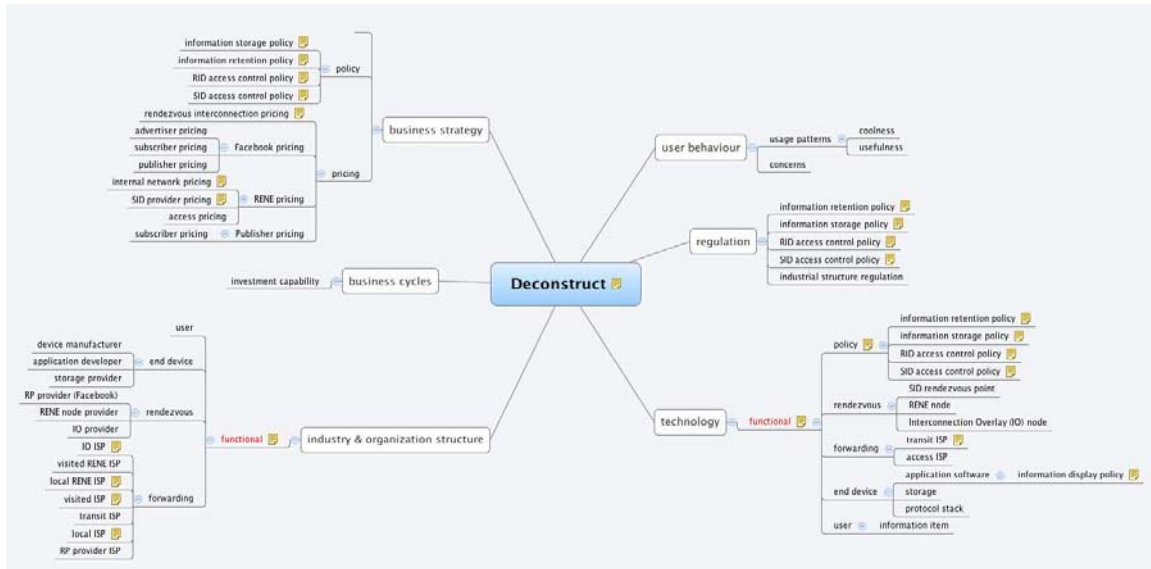 information storage policy
information retention policy
RID access control policy
SID access control policy
policy
rendezvous interconnection pricing
advertiser pricing
subscriber pricing
publisher pricing
Facebook pricing
internal network pricing
SID provider pricing
access pricing
RENE pricing
subscriber pricing
Publisher pricing
pricing
business strategy
investment capability
business cycles
user
device manufacturer
application developer
storage provider
end device
RP provider (Facebook)
RENE node provider
IO provider
rendezvous
IO ISP
visited RENE ISP
local RENE ISP
visited ISP
transit ISP
local ISP
RP provider ISP
forwarding
functional
industry & organization structure
Deconstruct
user behaviour
usage patterns
coolness
usefulness
concerns
regulation
information retention policy
information storage policy
RID access control policy
SID access control policy
industrial structure regulation
technology
functional
policy
information retention policy
information storage policy
RID access control policy
SID access control policy
rendezvous
SID rendezvous point
RENE node
Interconnection Overlay (IO) node
forwarding
transit ISP
access ISP
end device
application software
information display policy
storage
protocol stack
user
information item